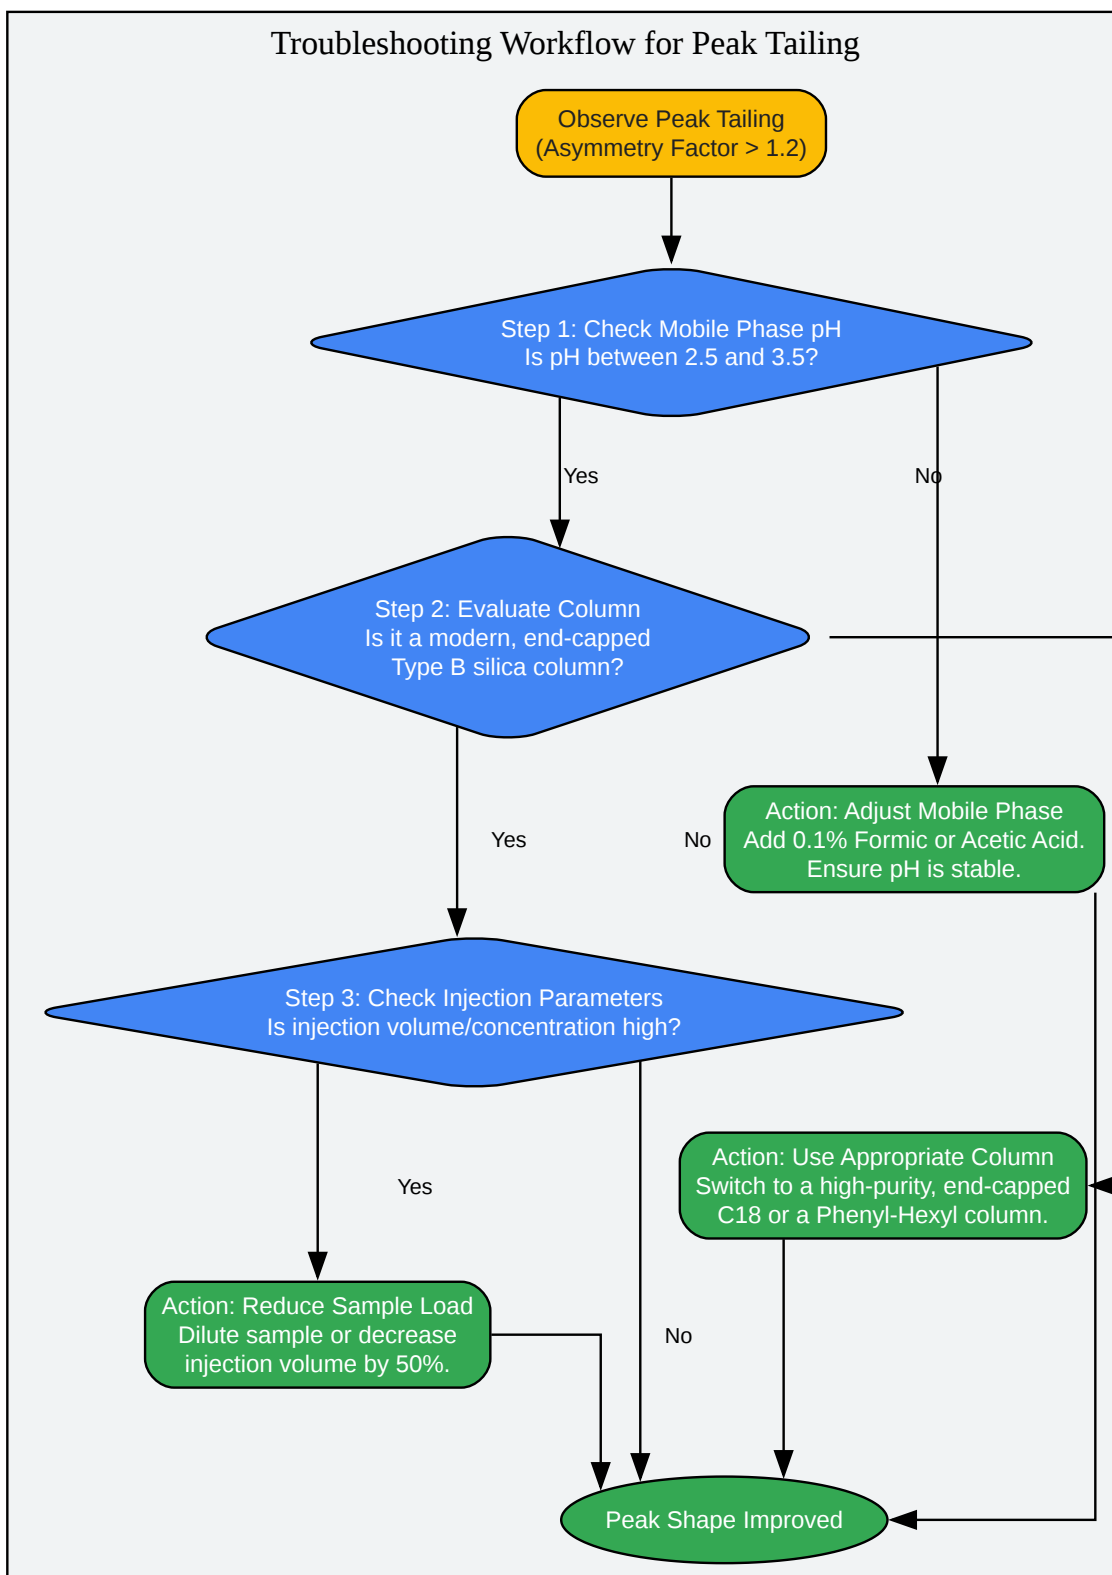 Troubleshooting Workflow for Peak Tailing
Observe Peak Tailing
(Asymmetry Factor > 1.2)
Step 1: Check Mobile Phase pH
Is pH between 2.5 and 3.5?
Yes
No
Step 2: Evaluate Column
Is it a modern, end-capped
Type B silica column?
Yes
No
Action: Adjust Mobile Phase
Add 0.1% Formic or Acetic Acid.
Ensure pH is stable.
Step 3: Check Injection Parameters
Is injection volume/concentration high?
Yes
Action: Use Appropriate Column
Switch to a high-purity, end-capped
C18 or a Phenyl-Hexyl column.
Action: Reduce Sample Load
Dilute sample or decrease
injection volume by 50%.
No
Peak Shape Improved